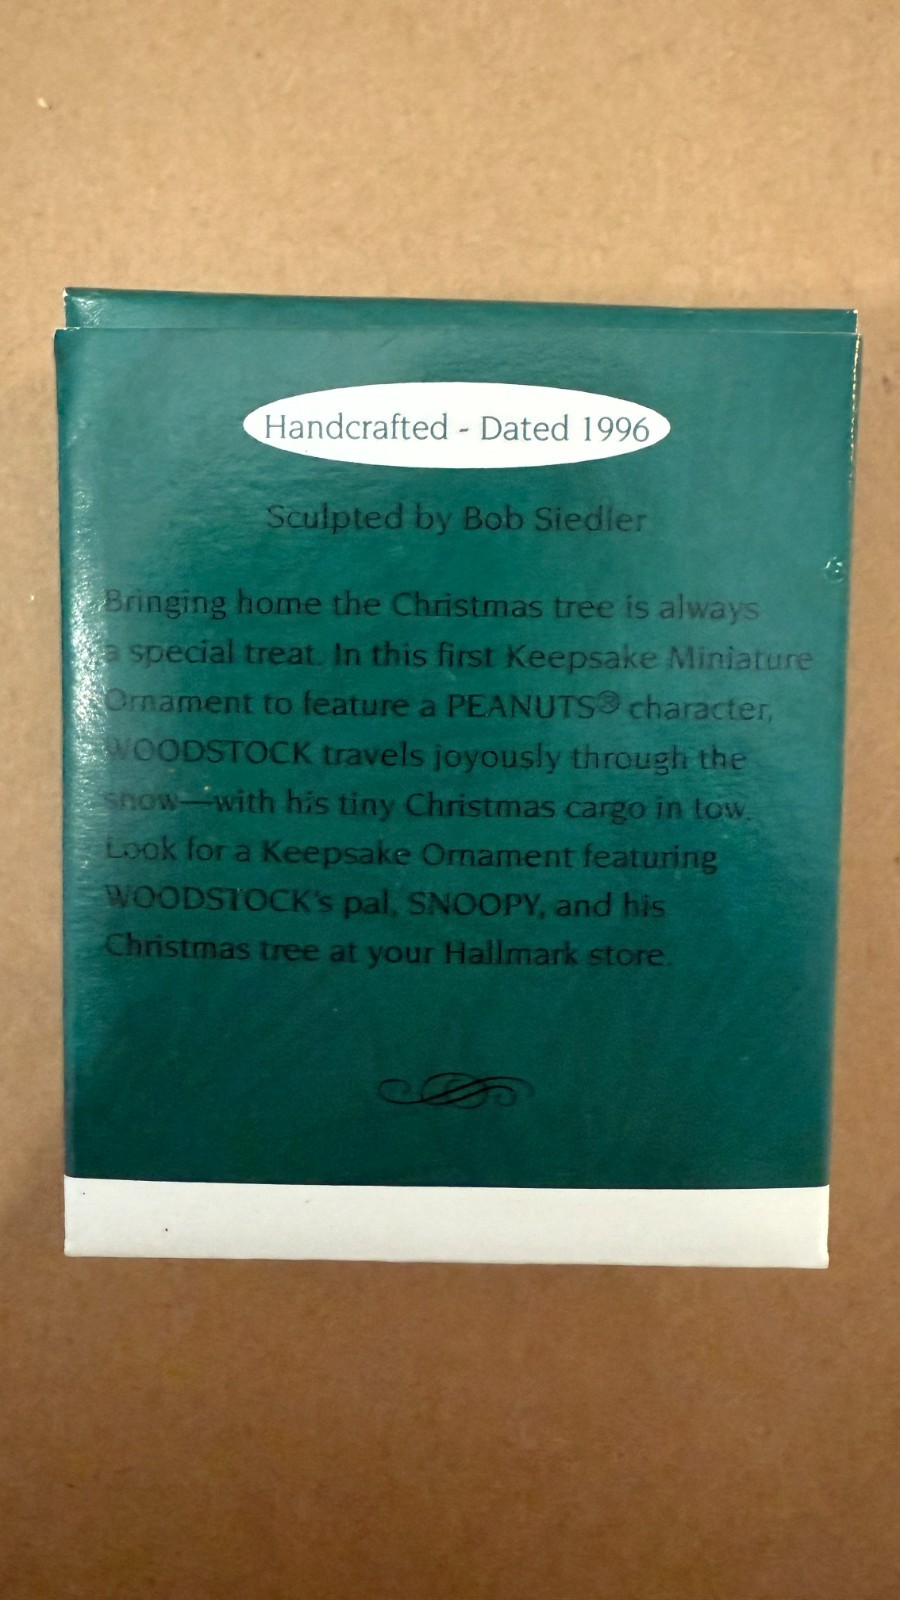 Handcrafted - Dated 1996
Sculpted by Bob Siedler
Bringing home the Christmas tree is always
a special treat. In this first Keepsake Miniature
Ornament to feature a PEANUTS® character,
WOODSTOCK travels joyously through the
snow—with his tiny Christmas cargo in tow.
Look for a Keepsake Ornament featuring
WOODSTOCK's pal, SNOOPY, and his
Christmas tree at your Hallmark store.